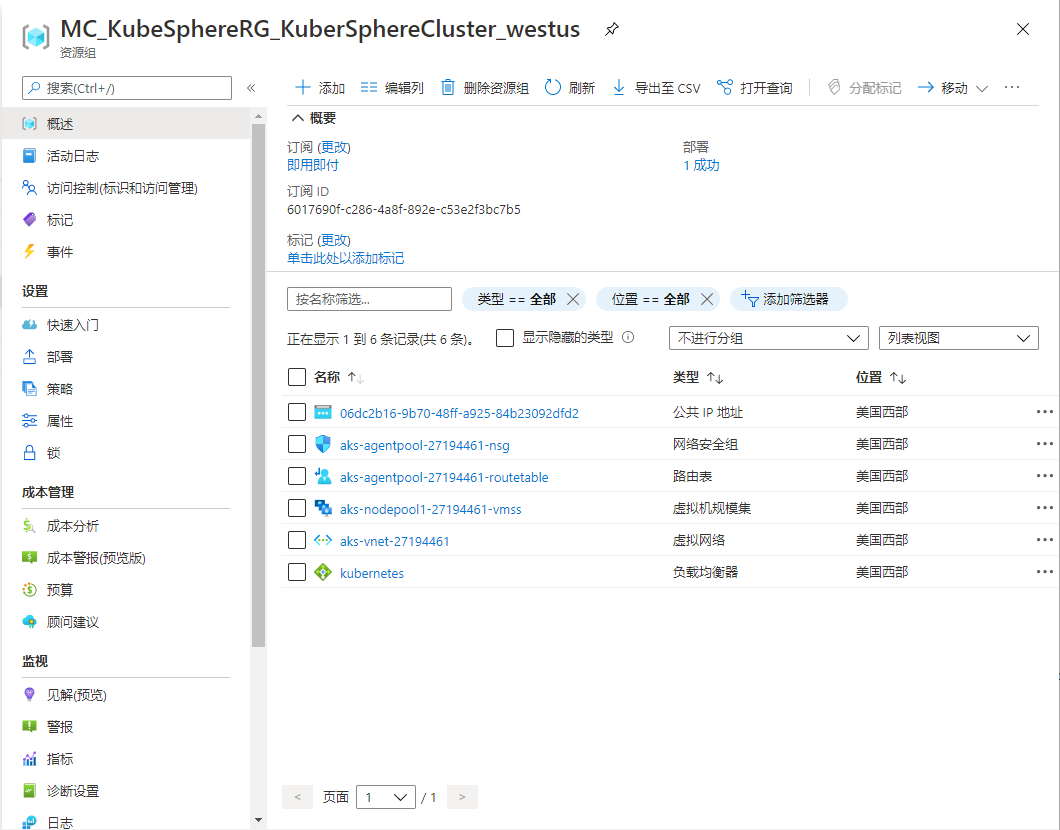 MC_KubeSphereRG_KuberSphereCluster_westus
资源组
搜索(Ctrl+/)
«
概述
活动日志
访问控制(标识和访问管理)
标记
事件
设置
快速入门
部署
策略
属性
锁
成本管理
成本分析
成本警报(预览版)
预算
顾问建议
监视
见解(预览)
警报
指标
诊断设置
日志
添加 编辑列 删除资源组 刷新 导出至 CSV 打开查询 分配标记 移动 ···
概要
订阅 (更改)
即用即付
部署
1 成功
订阅 ID
6017690f-c286-4a8f-892e-c53e2f3bc7b5
标记 (更改)
单击此处以添加标记
按名称筛选... 类型 == 全部 位置 == 全部 添加筛选器
正在显示 1 到 6 条记录(共 6 条)。 显示隐藏的类型 不进行分组 列表视图
名称 ↑↓ 类型 ↑↓ 位置 ↑↓
06dc2b16-9b70-48ff-a925-84b23092dfd2 公共 IP 地址 美国西部 ···
aks-agentpool-27194461-nsg 网络安全组 美国西部 ···
aks-agentpool-27194461-routetable 路由表 美国西部 ···
aks-nodepool1-27194461-vmss 虚拟机规模集 美国西部 ···
aks-vnet-27194461 虚拟网络 美国西部 ···
kubernetes 负载均衡器 美国西部 ···
< 页面 1 / 1 >